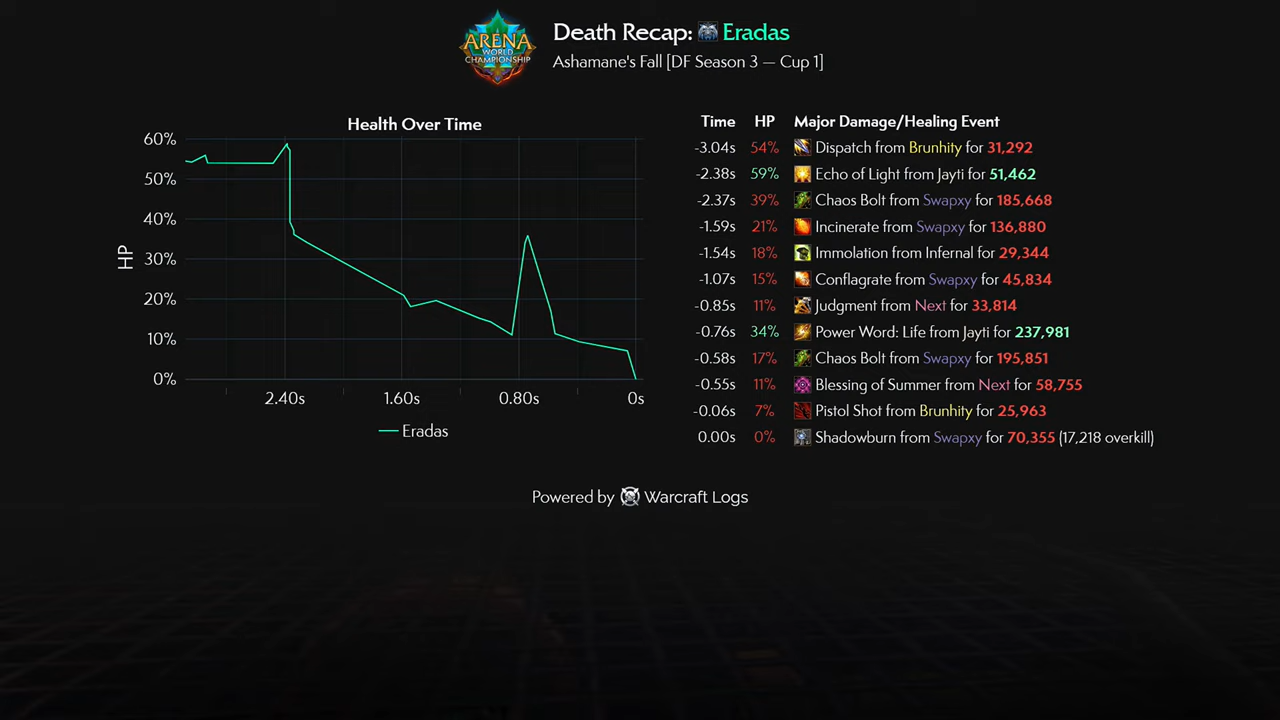 ARENA
WORLD
CHAMPIONSHIP
Death Recap: Eradas
Ashamane's Fall [DF Season 3 — Cup 1]
Health Over Time
60%
50%
40%
30%
20%
10%
0%
HP
2.40s 1.60s 0.80s 0s
Eradas
Time HP Major Damage/Healing Event
-3.04s 54% Dispatch from Brunhity for 31,292
-2.38s 59% Echo of Light from Jayti for 51,462
-2.37s 39% Chaos Bolt from Swapxy for 185,668
-1.59s 21% Incinerate from Swapxy for 136,880
-1.54s 18% Immolation from Infernal for 29,344
-1.07s 15% Conflagrate from Swapxy for 45,834
-0.85s 11% Judgment from Next for 33,814
-0.76s 34% Power Word: Life from Jayti for 237,981
-0.58s 17% Chaos Bolt from Swapxy for 195,851
-0.55s 11% Blessing of Summer from Next for 58,755
-0.06s 7% Pistol Shot from Brunhity for 25,963
0.00s 0% Shadowburn from Swapxy for 70,355 (17,218 overkill)
Powered by Warcraft Logs